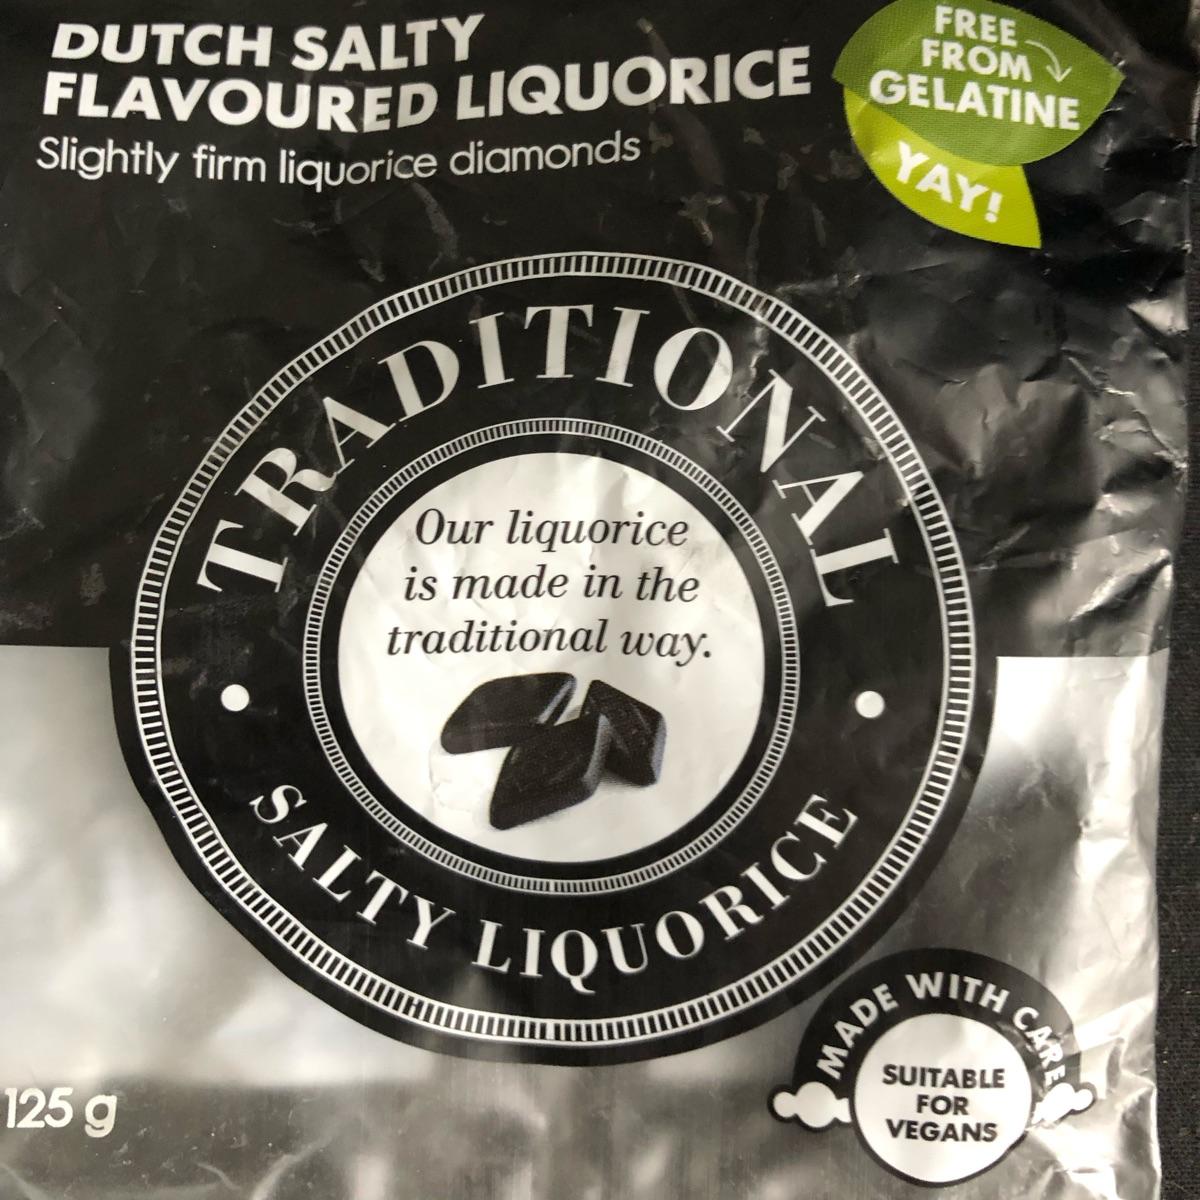 DUTCH SALTY
FLAVOURED LIQUORICE
Slightly firm liquorice diamonds
FREE
FROM
GELATINE
YAY!
TRADITIONAL
Our liquorice
is made in the
traditional way.
SALTY LIQUORICE
MADE WITH CARE
SUITABLE
FOR
VEGANS
125 g